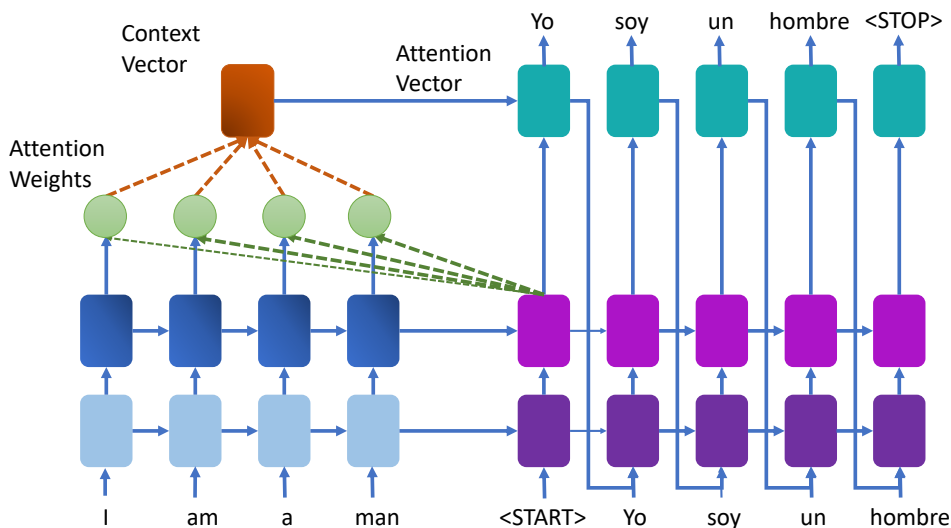 Yo soy un hombre <STOP>
Context
Vector
Attention
Vector
Attention
Weights
I am a man <START> Yo soy un hombre